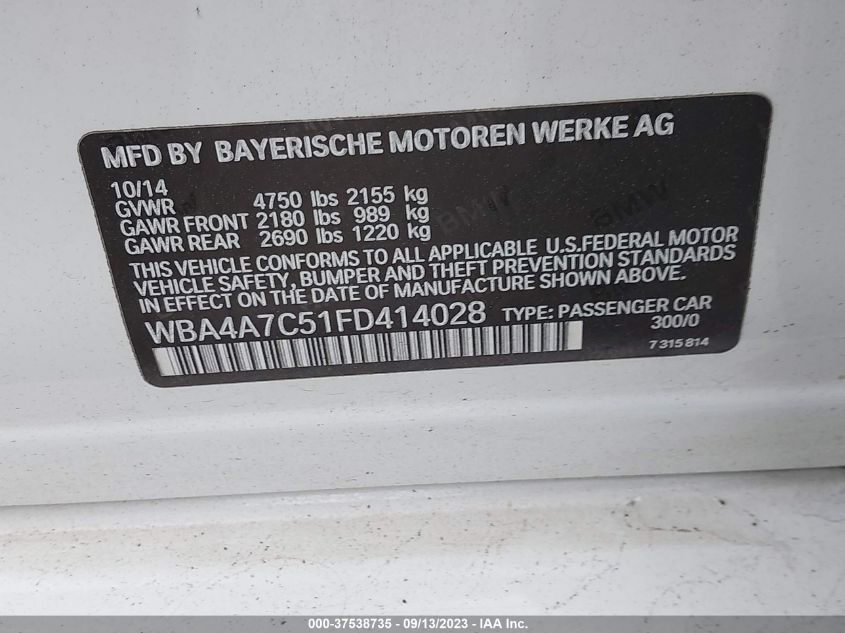 MFD BY BAYERISCHE MOTOREN WERKE AG
10/14
GVWR 4750 lbs 2155 kg
GAWR FRONT 2180 lbs 989 kg
GAWR REAR 2690 lbs 1220 kg
THIS VEHICLE CONFORMS TO ALL APPLICABLE U.S.FEDERAL MOTOR
VEHICLE SAFETY, BUMPER AND THEFT PREVENTION STANDARDS
IN EFFECT ON THE DATE OF MANUFACTURE SHOWN ABOVE.
WBA4A7C51FD414028 TYPE: PASSENGER CAR
300/0
7 315 814
BMW BMW
000-37538735 - 09/13/2023 - IAA Inc.